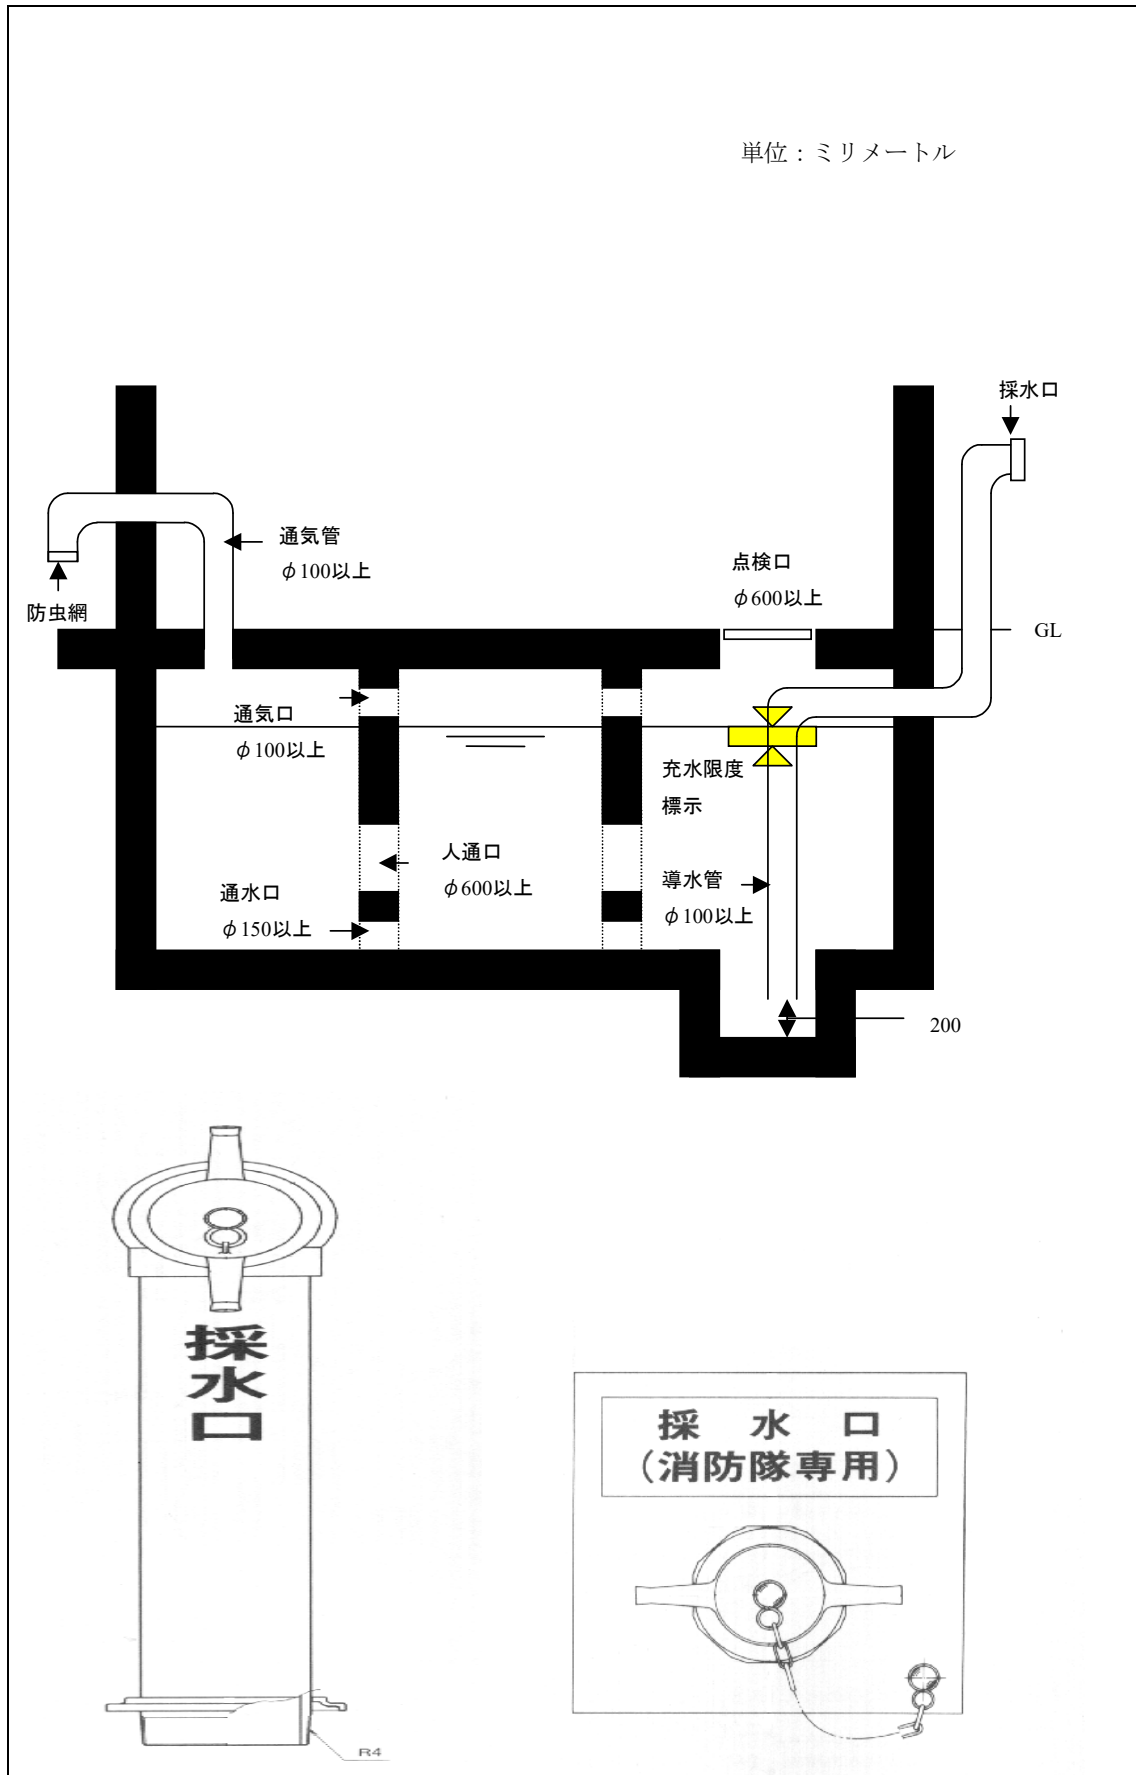 単位：ミリメートル
採水口
通気管
φ100以上
点検口
φ600以上
防虫網
GL
通気口
φ100以上
充水限度
標示
人通口
φ600以上
通水口
φ150以上
導水管
φ100以上
200
採
水
口
採　水　口
（消防隊専用）
R4